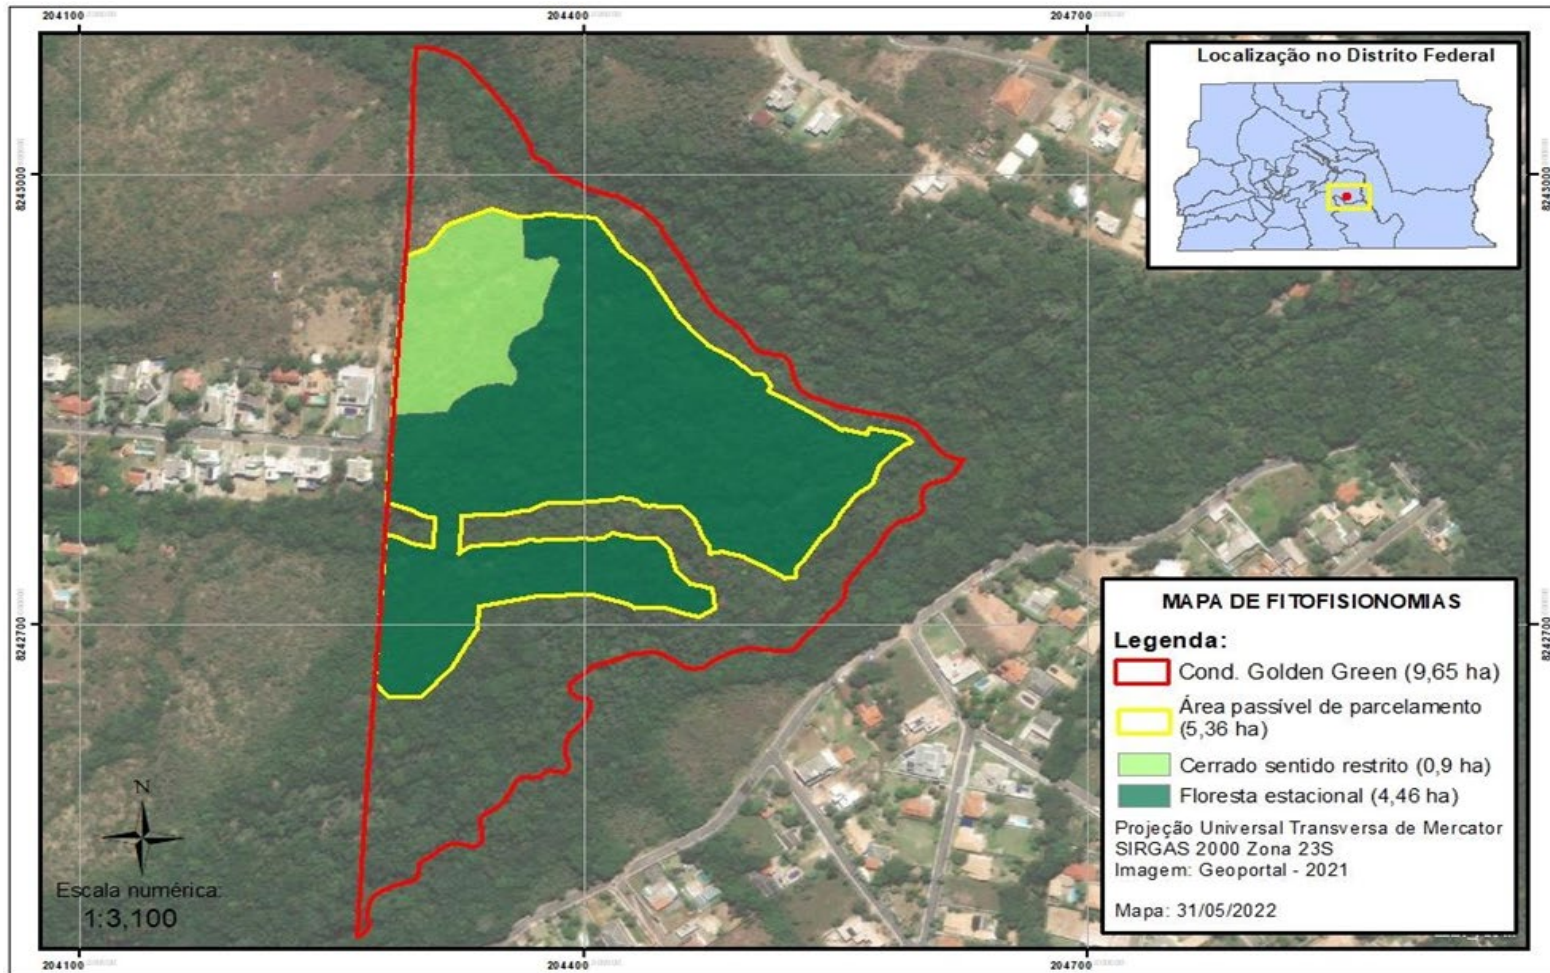 204100
204400
204700
Localização no Distrito Federal
8243000
8243000
8242700
8242700
MAPA DE FITOFISIONOMIAS
Legenda:
Cond. Golden Green (9,65 ha)
Área passível de parcelamento
(5,36 ha)
Cerrado sentido restrito (0,9 ha)
Floresta estacional (4,46 ha)
Projeção Universal Transversa de Mercator
SIRGAS 2000 Zona 23S
Imagem: Geoportal - 2021
Mapa: 31/05/2022
N
Escala numérica:
1:3,100
204100
204400
204700